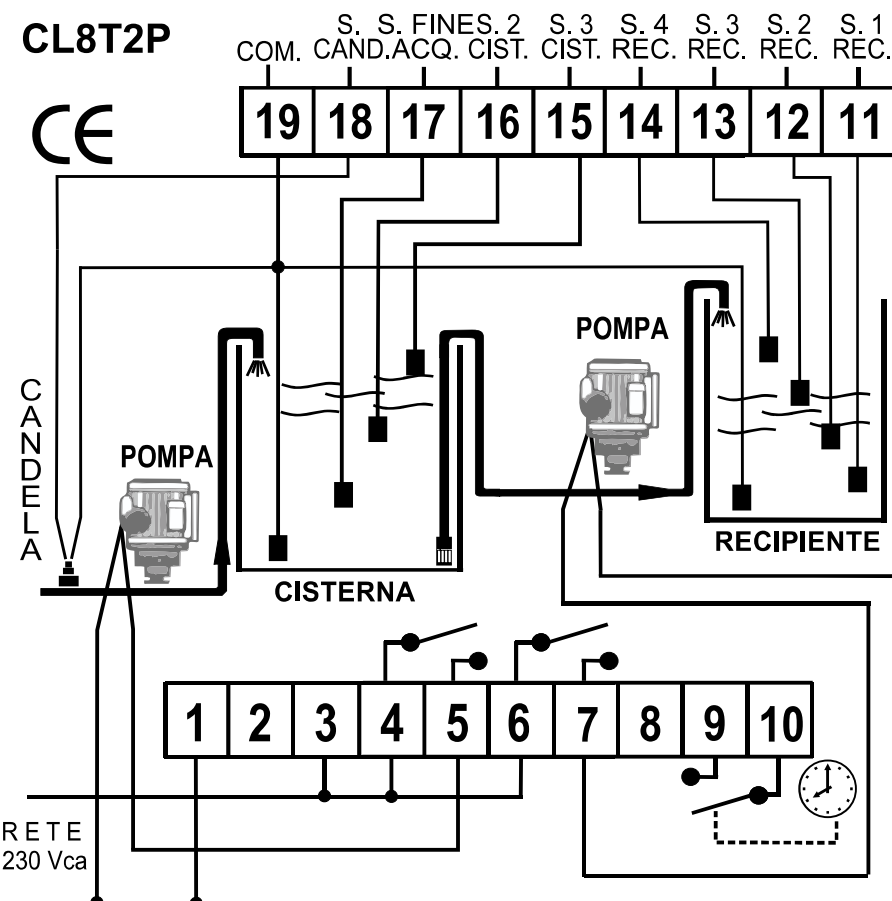 CL8T2P
CE
S. S. FINE S. 2 S. 3 S. 4 S. 3 S. 2 S. 1
COM. CAND. ACQ. CIST. CIST. REC. REC. REC. REC.
19 18 17 16 15 14 13 12 11
POMPA
CANDELA
POMPA
RECIPIENTE
CISTERNA
1 2 3 4 5 6 7 8 9 10
RETE
230 Vca